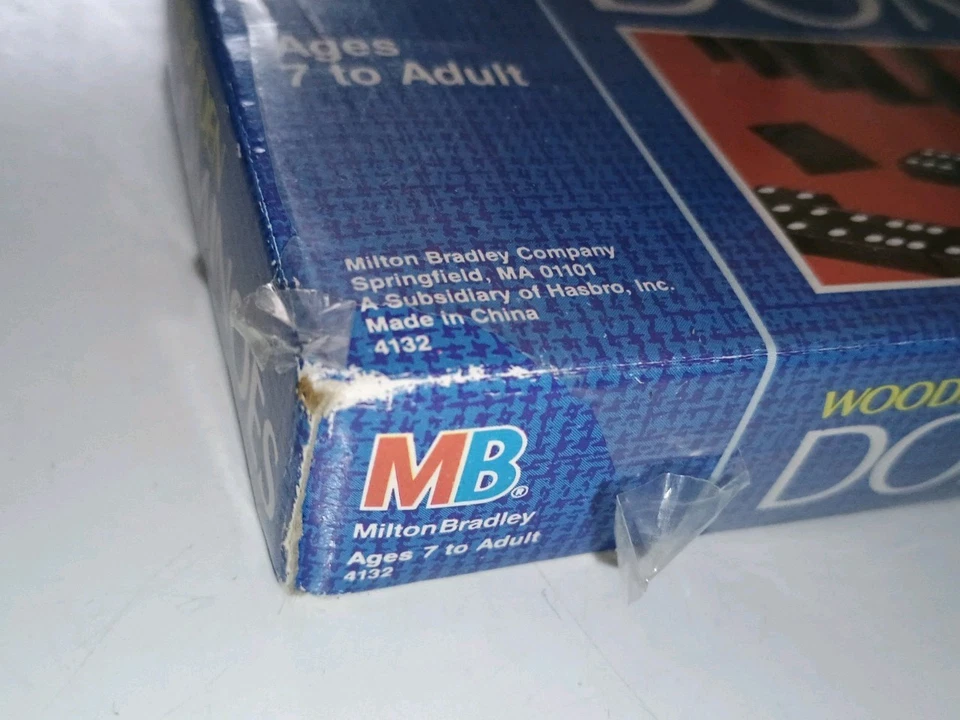 Ages
7 to Adult
Milton Bradley Company
Springfield, MA 01101
A Subsidiary of Hasbro, Inc.
Made in China
4132
MB®
Milton Bradley
Ages 7 to Adult
4132
WOOD
DO